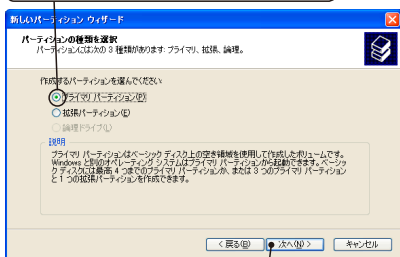 新しいパーティション ウィザード
パーティションの種類を選択
パーティションには次の 3 種類があります: プライマリ、拡張、論理。
作成するパーティションを選んでください:
プライマリ パーティション(P)
拡張パーティション(E)
論理ドライブ(L)
説明
プライマリ パーティションはベーシック ディスク上の空き領域を使用して作成したボリュームです。
Windows と別のオペレーティング システムはプライマリ パーティションから起動できます。ベーシッ
ク ディスクには最高 4 つまでのプライマリ パーティションか、または 3 つのプライマリ パーティション
と 1 つの拡張パーティションを作成できます。
< 戻る(B)
次へ(N) >
キャンセル